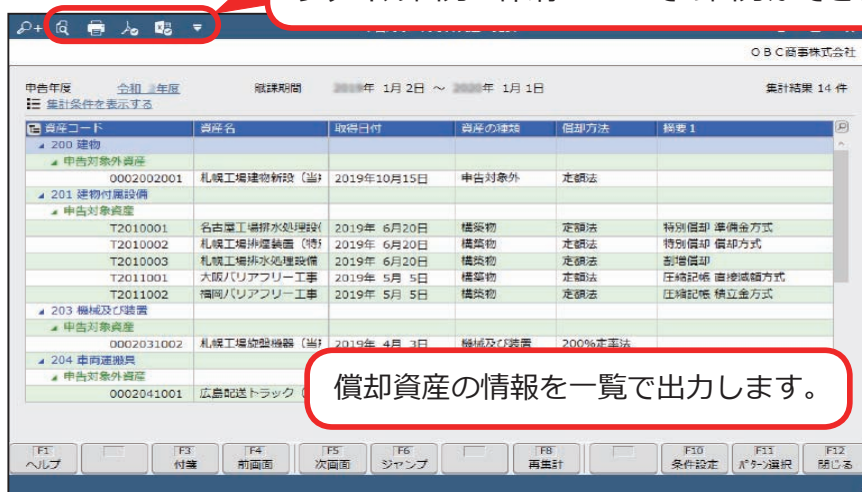 OBC商事株式会社
申告年度 令和 年度 賦課期間 2019年 1月 2日 ～ 2020年 1月 1日 集計結果 14 件
集計条件を表示する
資産コード 資産名 取得日付 資産の種類 償却方法 摘要1
200 建物
申告対象外資産
0002002001 札幌工場建物新設（当 2019年10月15日 申告対象外 定額法
201 建物付属設備
申告対象資産
T2010001 名古屋工場排水処理設 2019年 6月20日 構築物 定額法 特別償却 準備金方式
T2010002 札幌工場排煙装置（特 2019年 6月20日 構築物 定額法 特別償却 償却方式
T2010003 札幌工場排水処理設備 2019年 6月20日 構築物 定額法 割増償却
T2011001 大阪バリアフリー工事 2019年 5月 5日 構築物 定額法 圧縮記帳 直接減額方式
T2011002 福岡バリアフリー工事 2019年 5月 5日 構築物 定額法 圧縮記帳 積立金方式
203 機械及び装置
申告対象資産
0002031002 札幌工場旋盤機器（当 2019年 4月 3日 機械及び装置 200%定率法
204 車両運搬具
申告対象外資産
0002041001 広島配送トラック
償却資産の情報を一覧で出力します。
F1 F3 F4 F5 F6 F8 F10 F11 F12
ヘルプ 付箋 前画面 次画面 ジャンプ 再集計 条件設定 パターン選択 閉じる